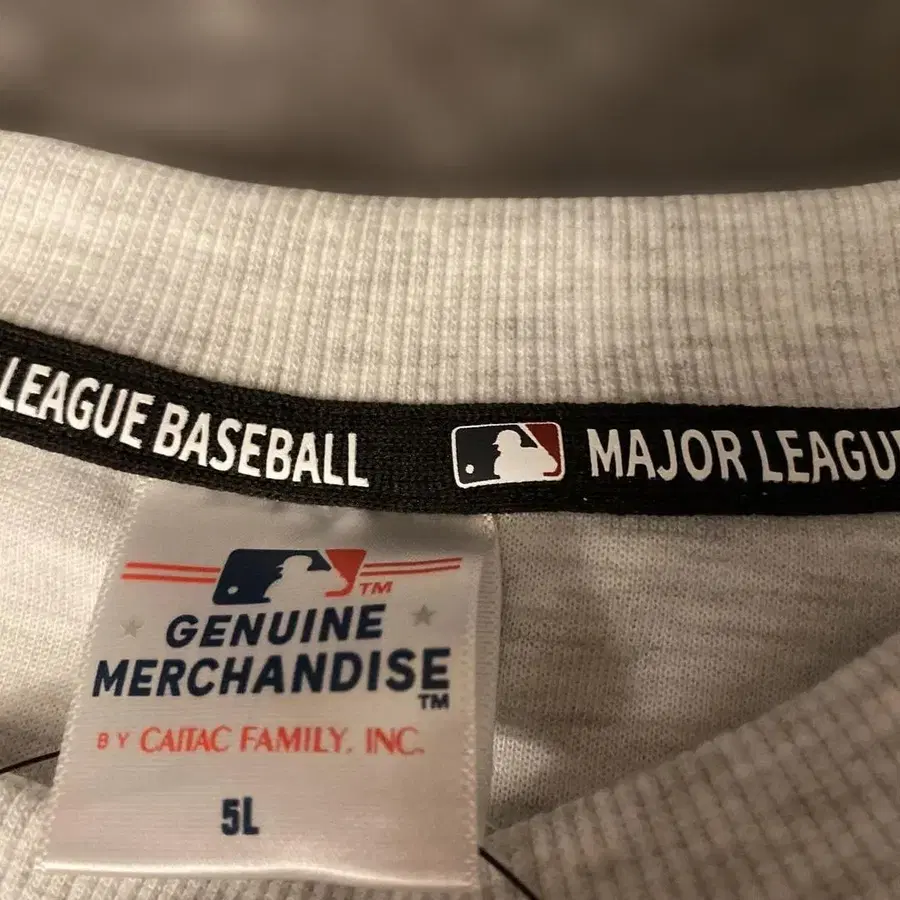 LEAGUE BASEBALL MAJOR LEAGU
TM
GENUINE
MERCHANDISE
TM
BY CAITAC FAMILY, INC.
5L